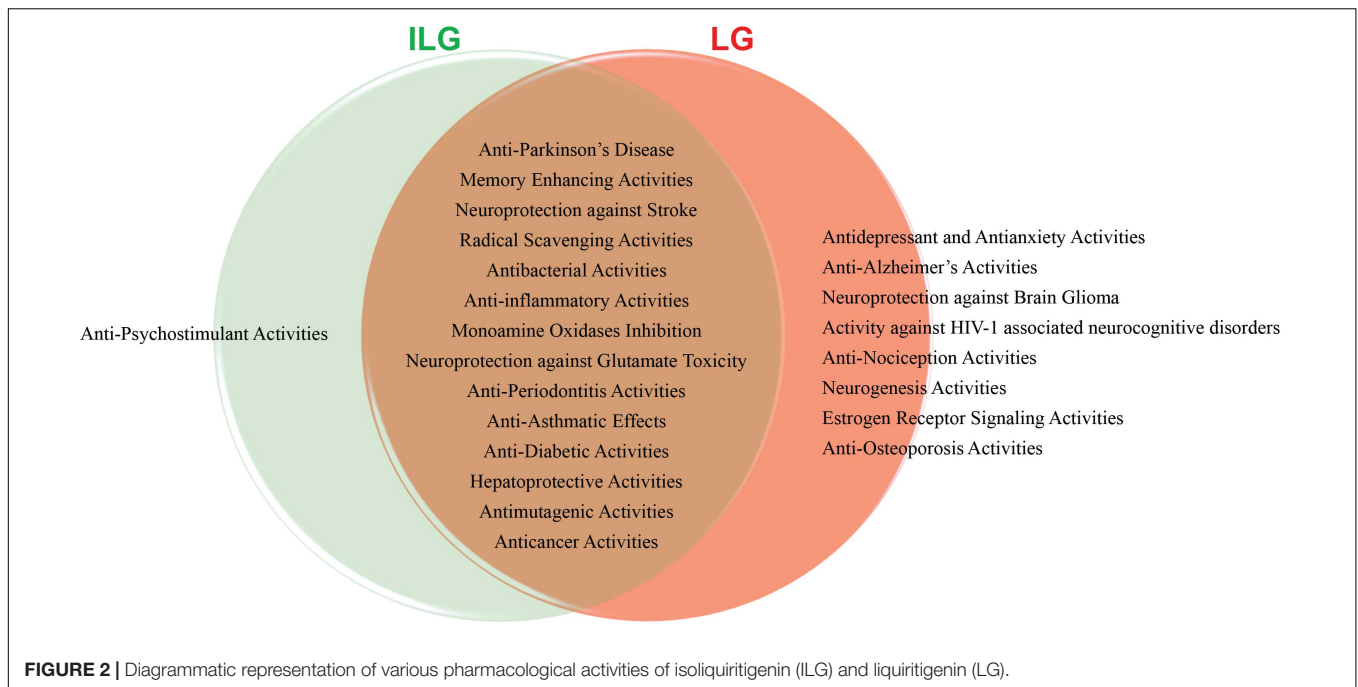 ILG
LG
Anti-Parkinson's Disease
Memory Enhancing Activities
Neuroprotection against Stroke
Radical Scavenging Activities
Antibacterial Activities
Anti-inflammatory Activities
Monoamine Oxidases Inhibition
Neuroprotection against Glutamate Toxicity
Anti-Periodontitis Activities
Anti-Asthmatic Effects
Anti-Diabetic Activities
Hepatoprotective Activities
Antimutagenic Activities
Anticancer Activities
Anti-Psychostimulant Activities
Antidepressant and Antianxiety Activities
Anti-Alzheimer's Activities
Neuroprotection against Brain Glioma
Activity against HIV-1 associated neurocognitive disorders
Anti-Nociception Activities
Neurogenesis Activities
Estrogen Receptor Signaling Activities
Anti-Osteoporosis Activities
FIGURE 2 | Diagrammatic representation of various pharmacological activities of isoliquiritigenin (ILG) and liquiritigenin (LG).